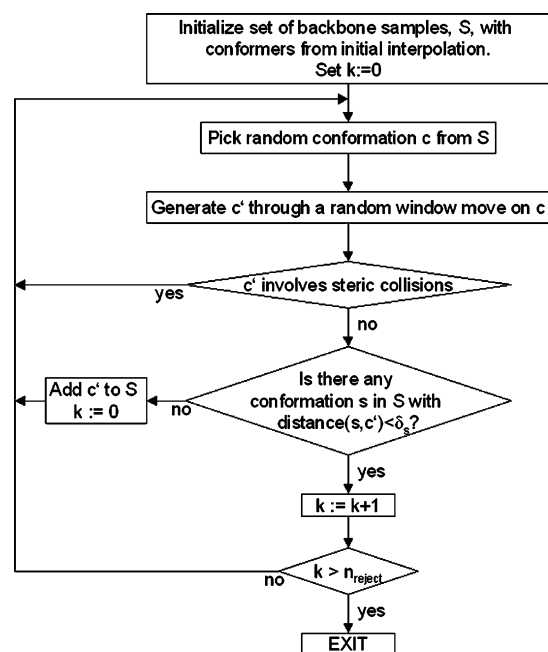 Initialize set of backbone samples, S, with
conformers from initial interpolation.
Set k:=0
Pick random conformation c from S
Generate c‘ through a random window move on c
c‘ involves steric collisions
yes
no
Is there any
conformation s in S with
distance(s,c‘)<δs?
Add c‘ to S
k := 0
no
yes
k := k+1
k > nreject
no
yes
EXIT